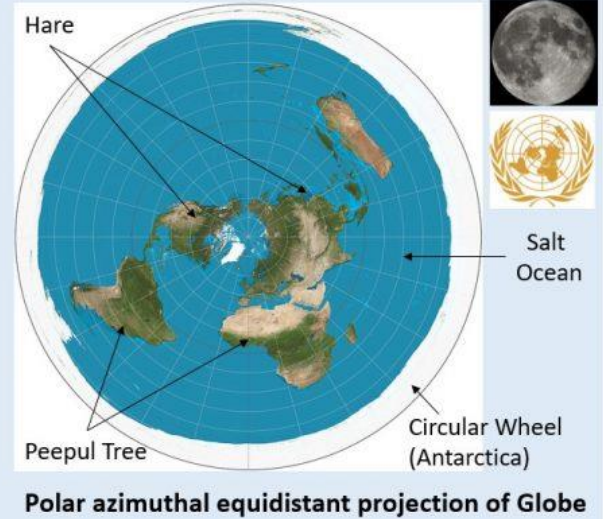 Hare
Salt
Ocean
Peepul Tree
Circular Wheel
(Antarctica)
Polar azimuthal equidistant projection of Globe